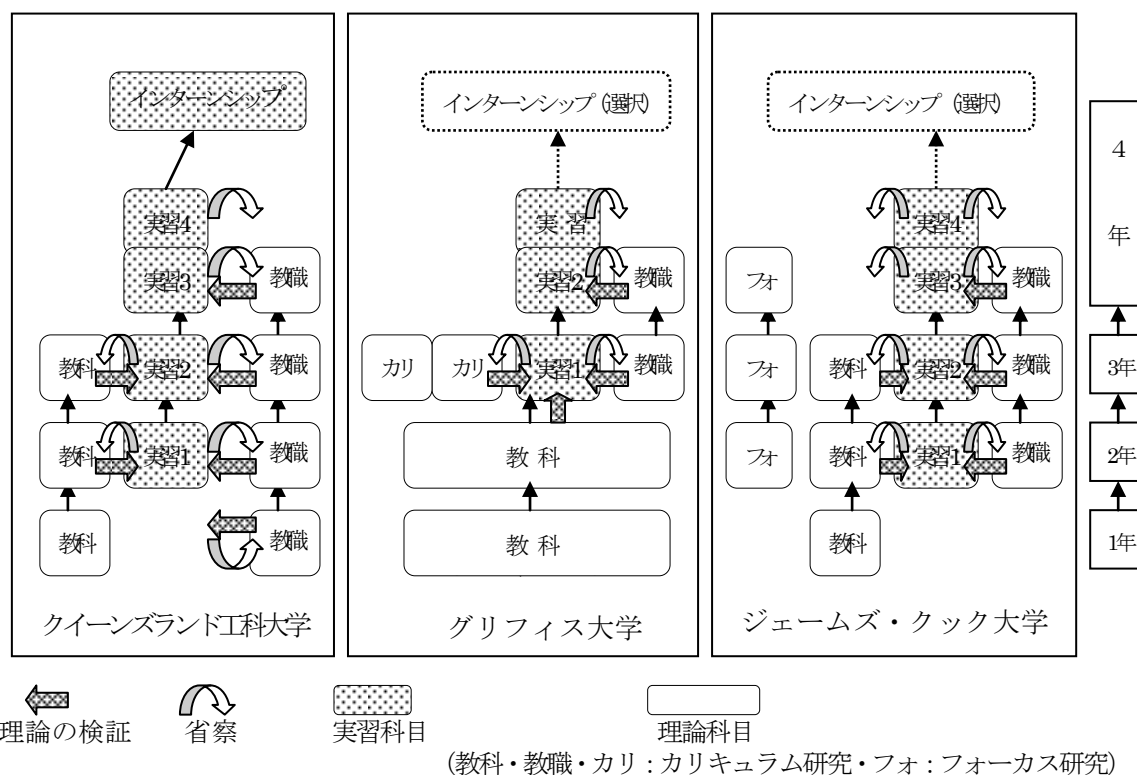 インターンシップ
実習4
実習3
教職
教科
実習2
教職
教科
実習1
教職
教科
教職
クイーンズランド工科大学
インターンシップ (選択)
実 習
実習2
教職
カリ
カリ
実習1
教職
教 科
教 科
グリフィス大学
インターンシップ (選択)
実習4
フォ
実習3
教職
フォ
教科
実習2
教職
フォ
教科
実習1
教職
教科
ジェームズ・クック大学
4
年
3年
2年
1年
理論の検証
省察
実習科目
理論科目
(教科・教職・カリ：カリキュラム研究・フォ：フォーカス研究)